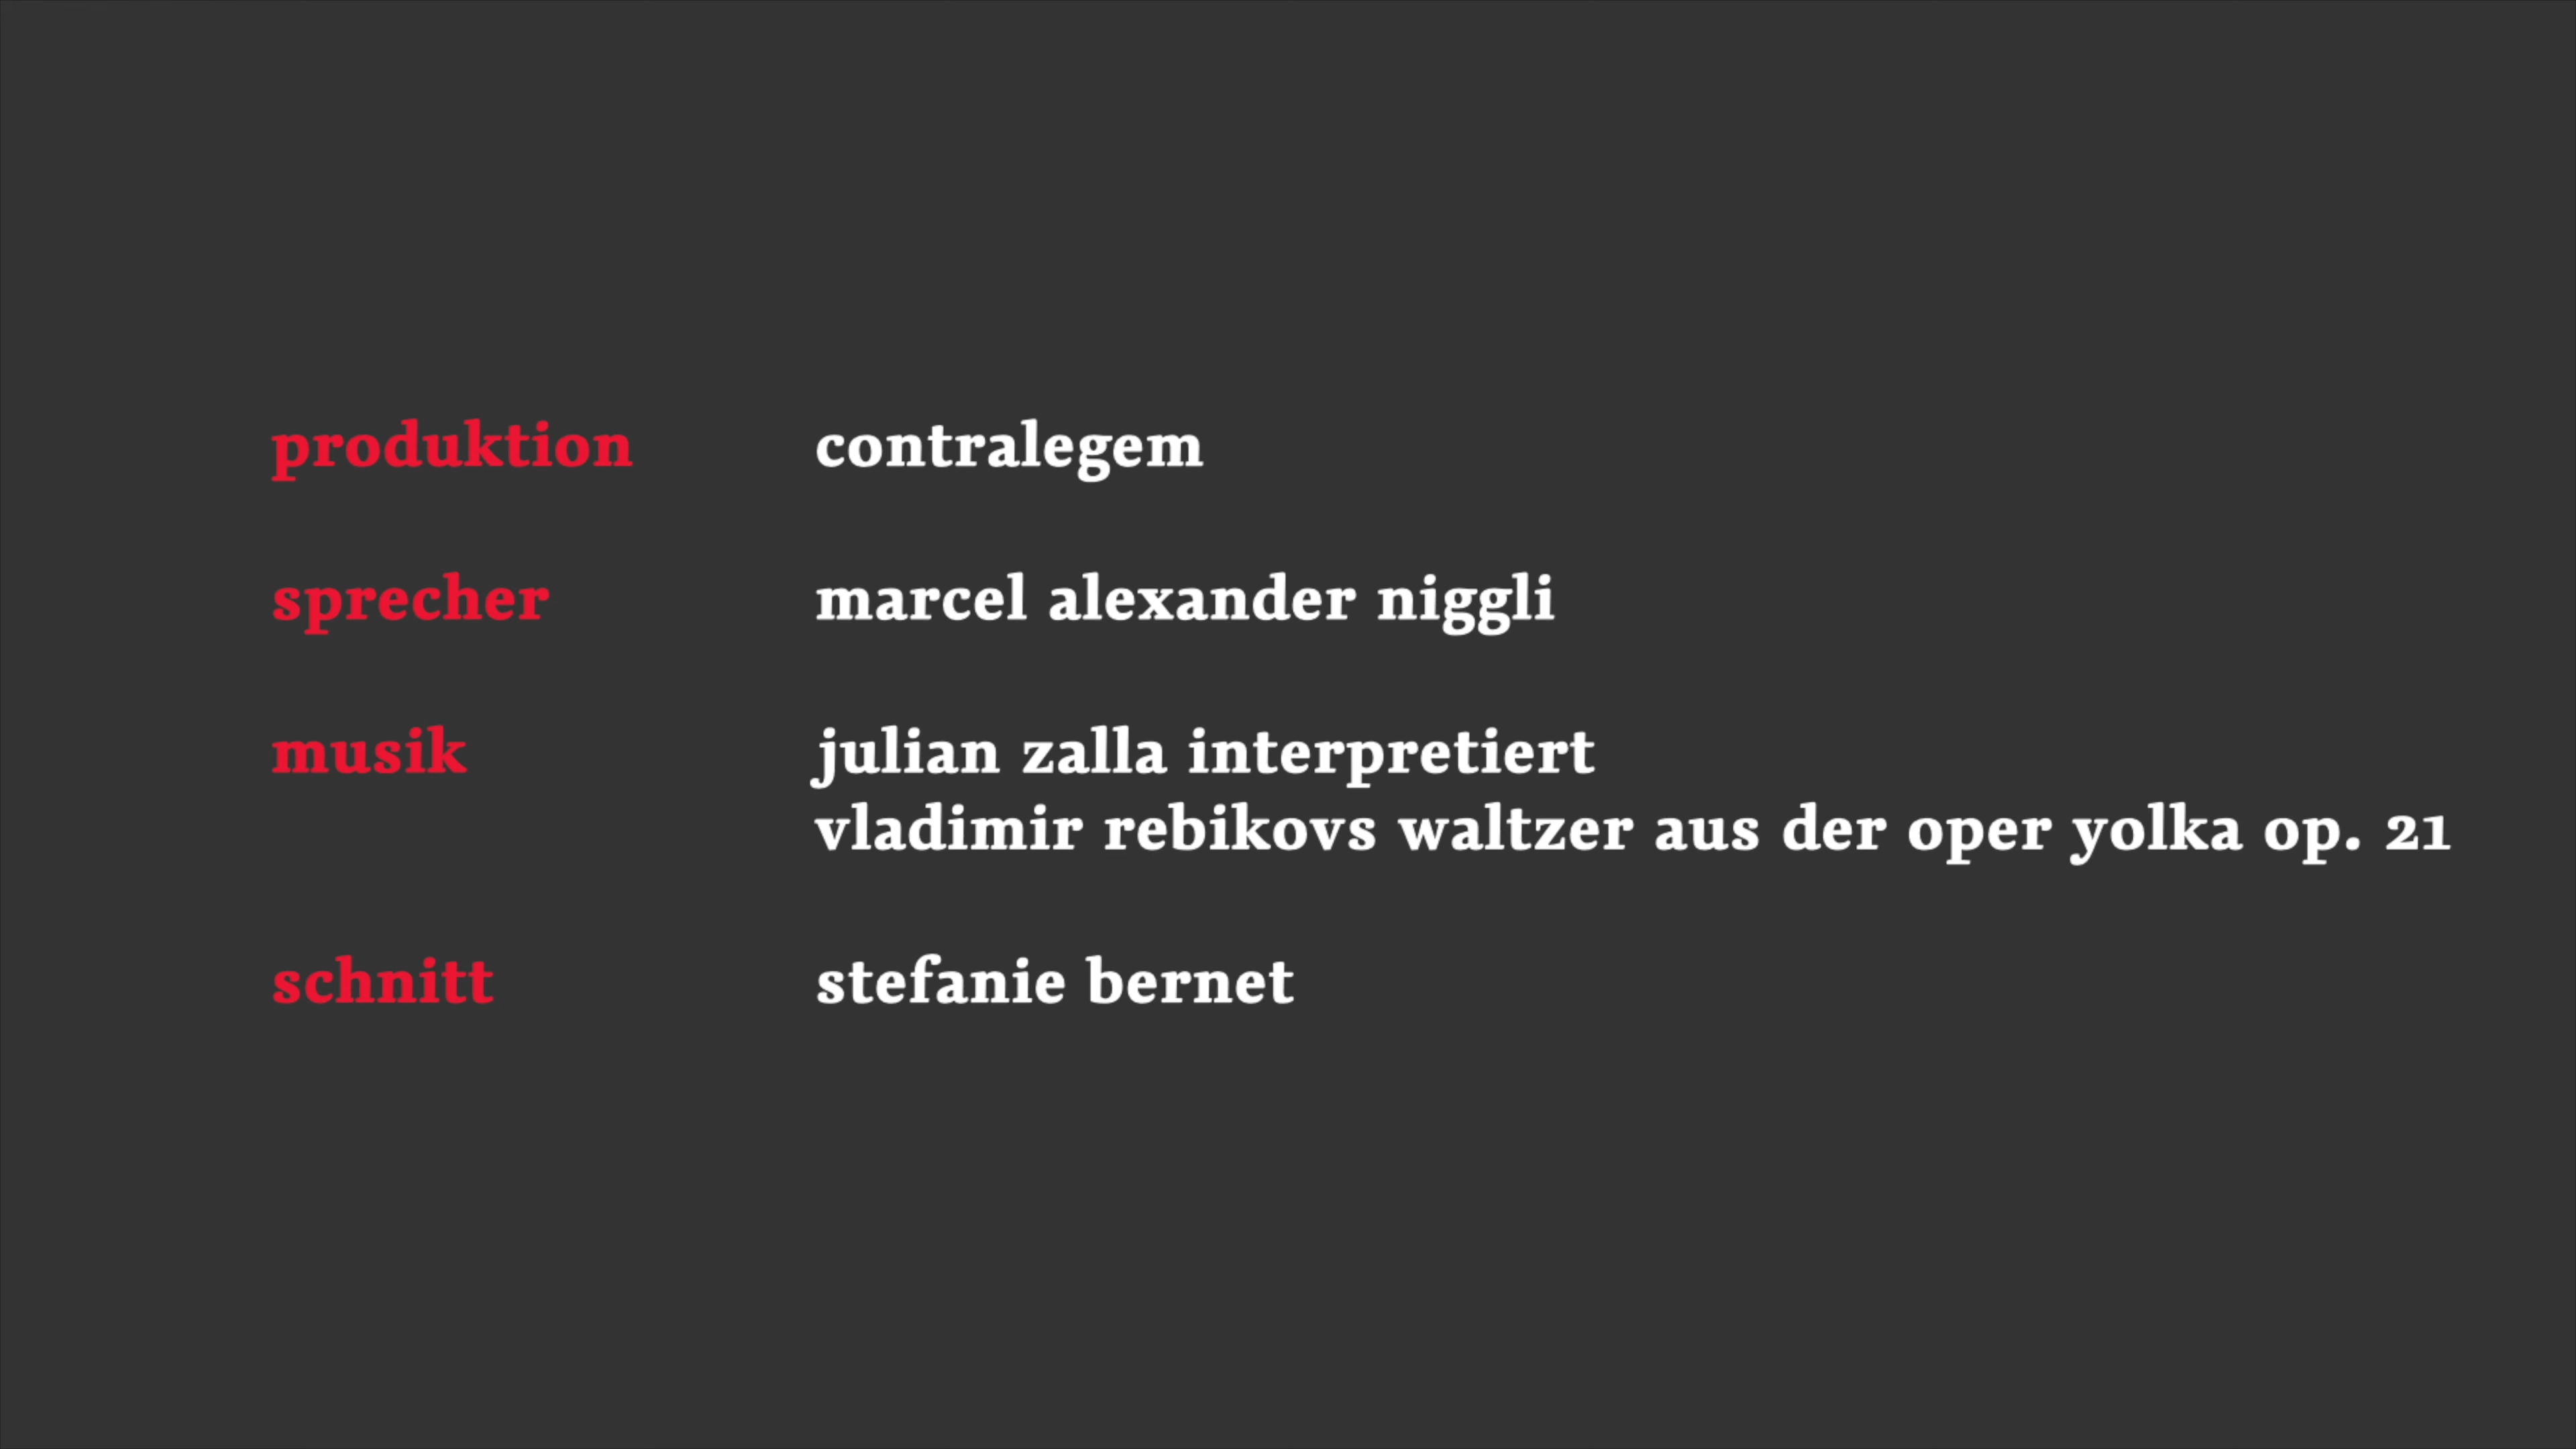 produktion contralegem
sprecher marcel alexander niggli
musik julian zalla interpretiert
vladimir rebikovs waltzer aus der oper yolka op. 21
schnitt stefanie bernet